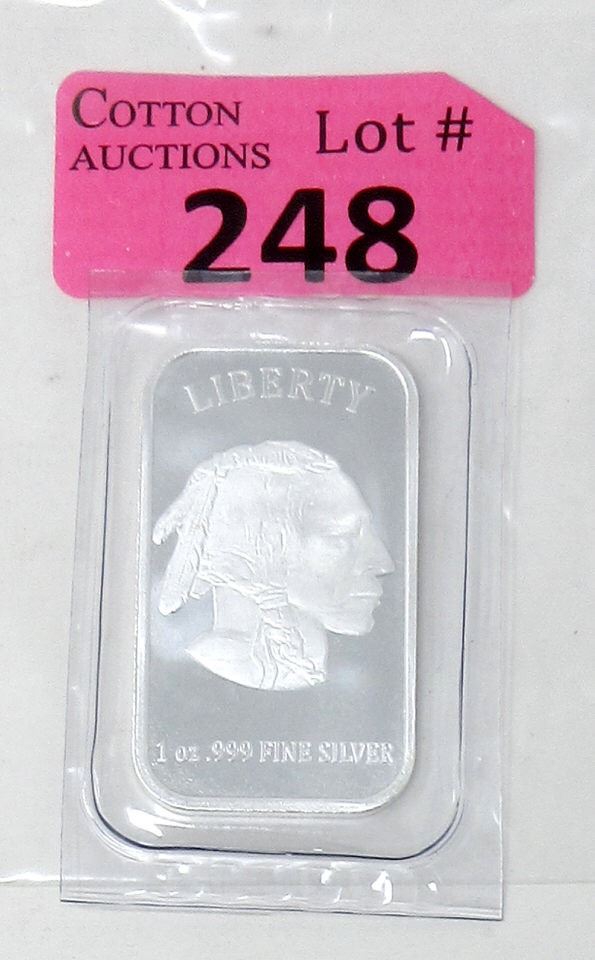 COTTON
AUCTIONS
Lot #
248
LIBERTY
1 oz .999 FINE SILVER